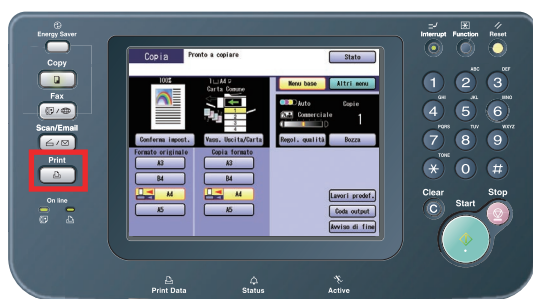 Energy Saver
Copy
Fax
Scan/Email
Print
On line
Copia Pronto a copiare Stato
100% 1 A4
Carta Comune
Menu base Altri menu
Auto Copie
Commerciale 1
Conferma impost. Vass. Uscita/Carta Regol. qualità Bozza
Formato originale Copia formato
A3 A3
B4 B4
A4 A4
A5 A5
Lavori predef.
Coda output
Avviso di fine
Print Data Status Active
Interrupt Function Reset
ABC DEF
1 2 3
GHI JKL MNO
4 5 6
PQRS TUV WXYZ
7 8 9
TONE
* 0 #
Clear Stop
C Start